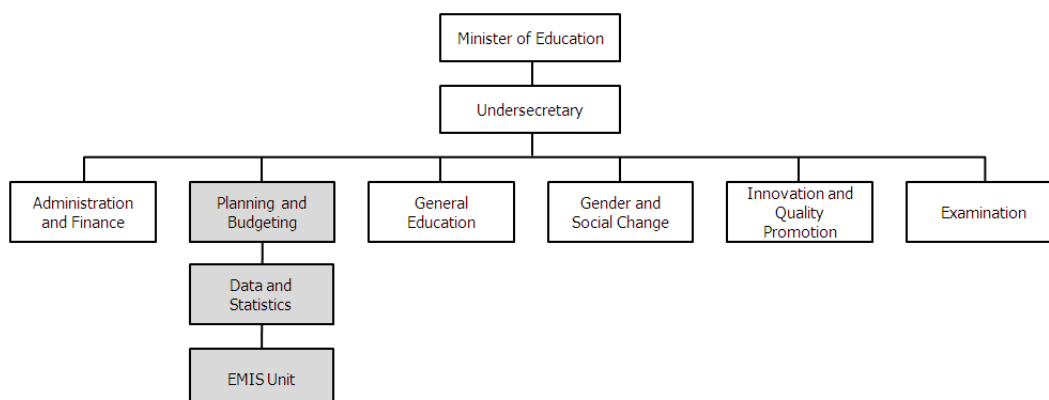 Minister of Education
Undersecretary
Administration
and Finance
Planning and
Budgeting
General
Education
Gender and
Social Change
Innovation and
Quality
Promotion
Examination
Data and
Statistics
EMIS Unit